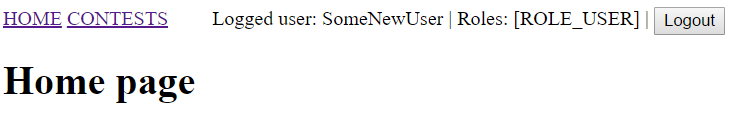 HOME CONTESTS Logged user: SomeNewUser | Roles: [ROLE_USER] | Logout
Home page